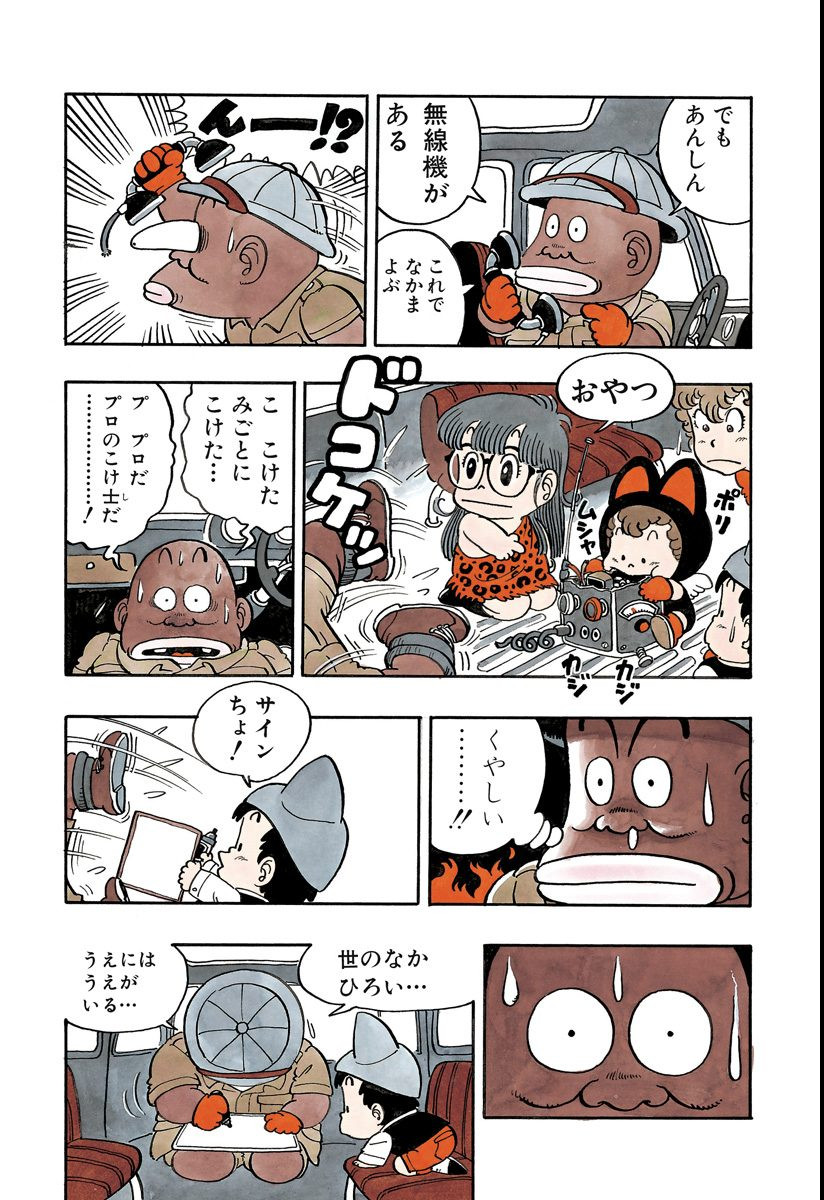 でも
あんしん
無線機が
ある
これで
なかま
よぶ
んー!?
おやつ
ポリ
ムシャ
カジ
カジ
ドコケッ
こ こけた
みごとに
こけた…
プ プロだ
プロのこけ士だ
し
………!
くやしい
……!!
サイン
ちょ!
世のなか
ひろい…
うえには
うえが
いる…